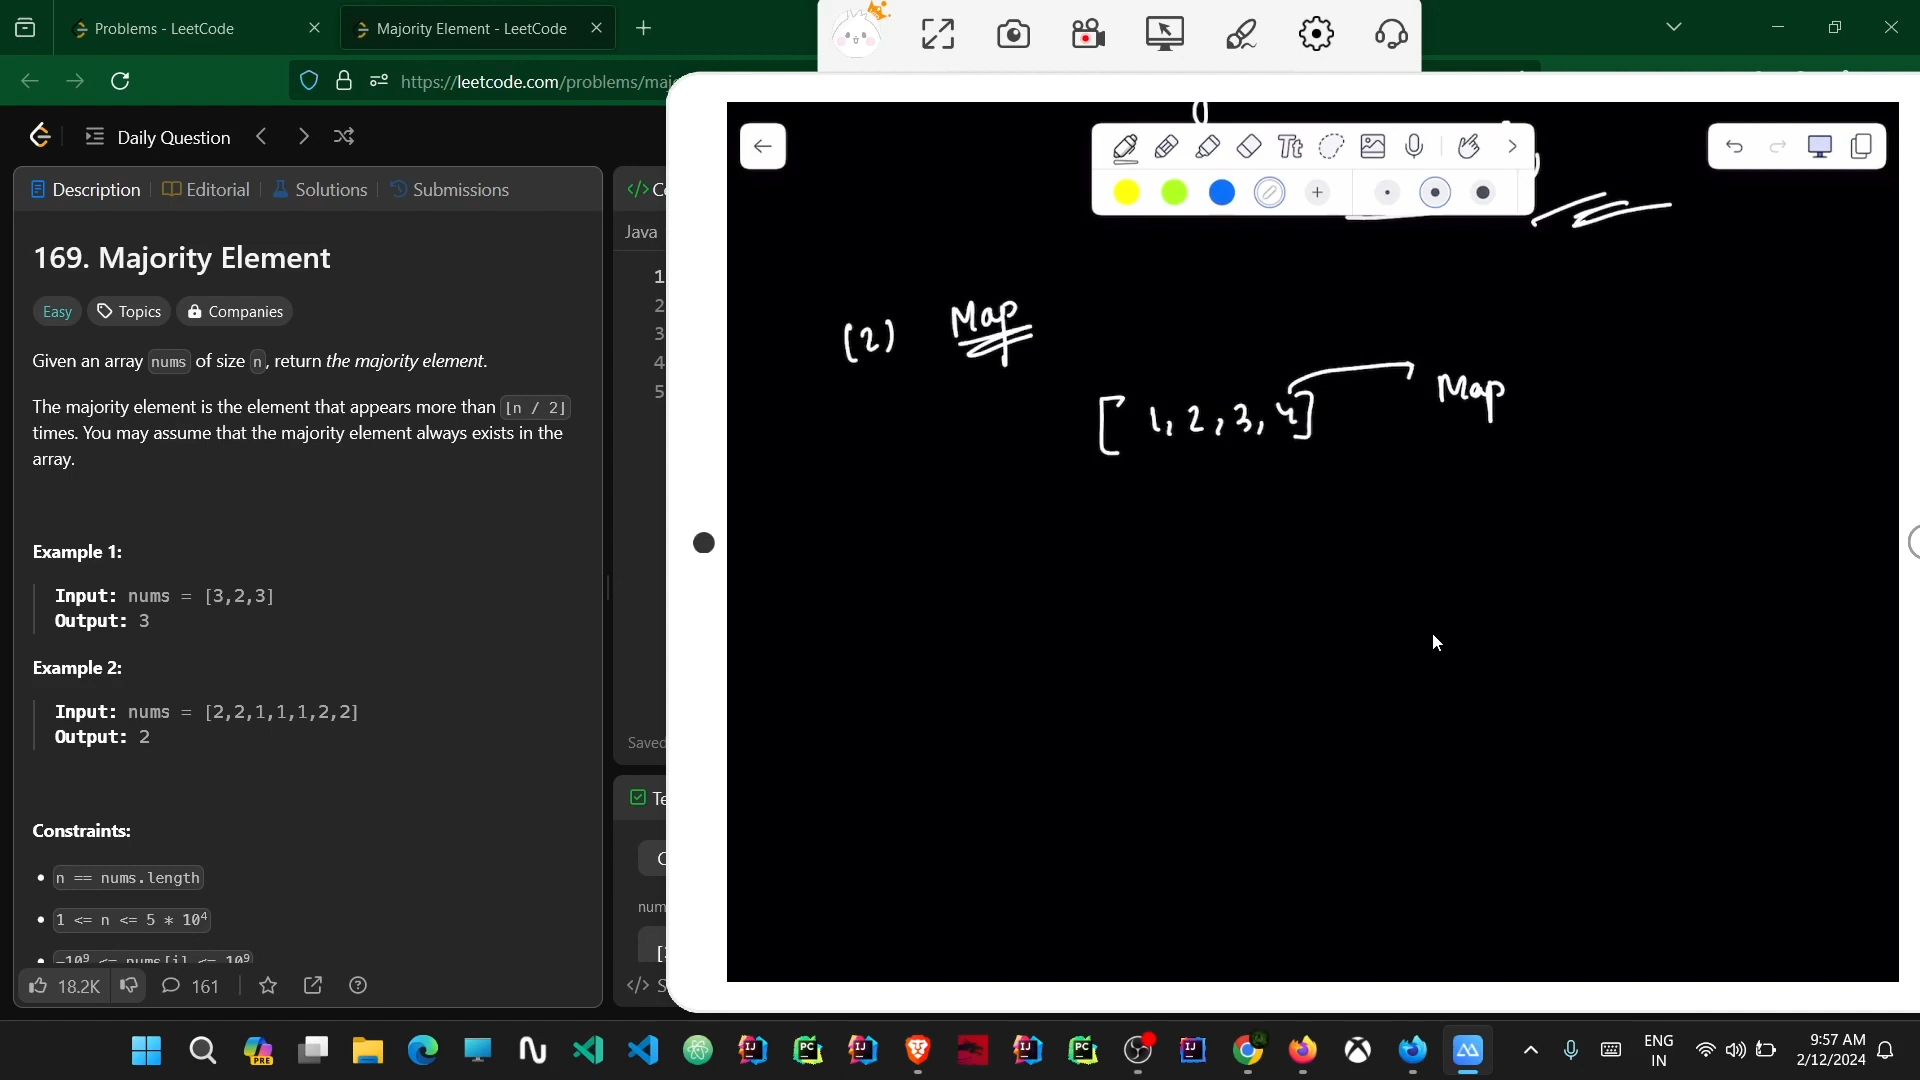 Problems - LeetCode
Majority Element - LeetCode
https://leetcode.com/problems/maj
Daily Question
Description
Editorial
Solutions
Submissions
169. Majority Element
Easy
Topics
Companies
Given an array nums of size n, return the majority element.
The majority element is the element that appears more than ⌊n / 2⌋
times. You may assume that the majority element always exists in the
array.
Example 1:
Input: nums = [3,2,3]
Output: 3
Example 2:
Input: nums = [2,2,1,1,1,2,2]
Output: 2
Constraints:
n == nums.length
1 <= n <= 5 * 10⁴
-10⁹ <= nums[i] <= 10⁹
18.2K
161
Java
1
2
3
4
5
Saved
num
Tt
(2) Map
[ 1, 2, 3, 4]
Map
ENG
IN
9:57 AM
2/12/2024